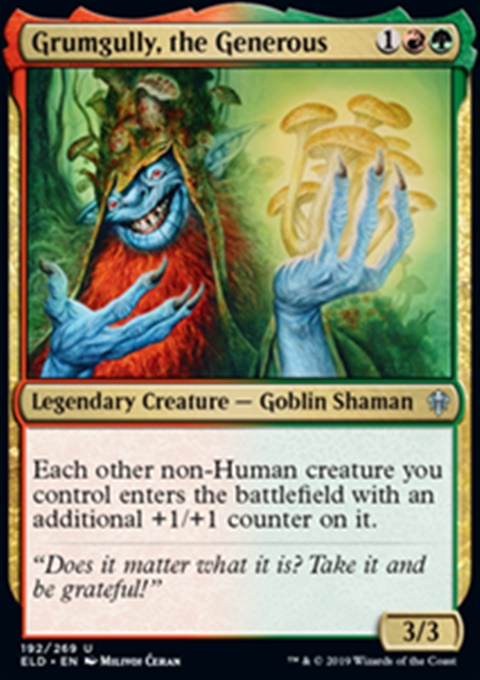 Grumgully, the Generous 1
Legendary Creature — Goblin Shaman
Each other non-Human creature you
control enters the battlefield with an
additional +1/+1 counter on it.
“Does it matter what it is? Take it and
be grateful!”
3/3
192/269 U
ELD • EN Milivoj Ćeran
™ & © 2019 Wizards of the Coast